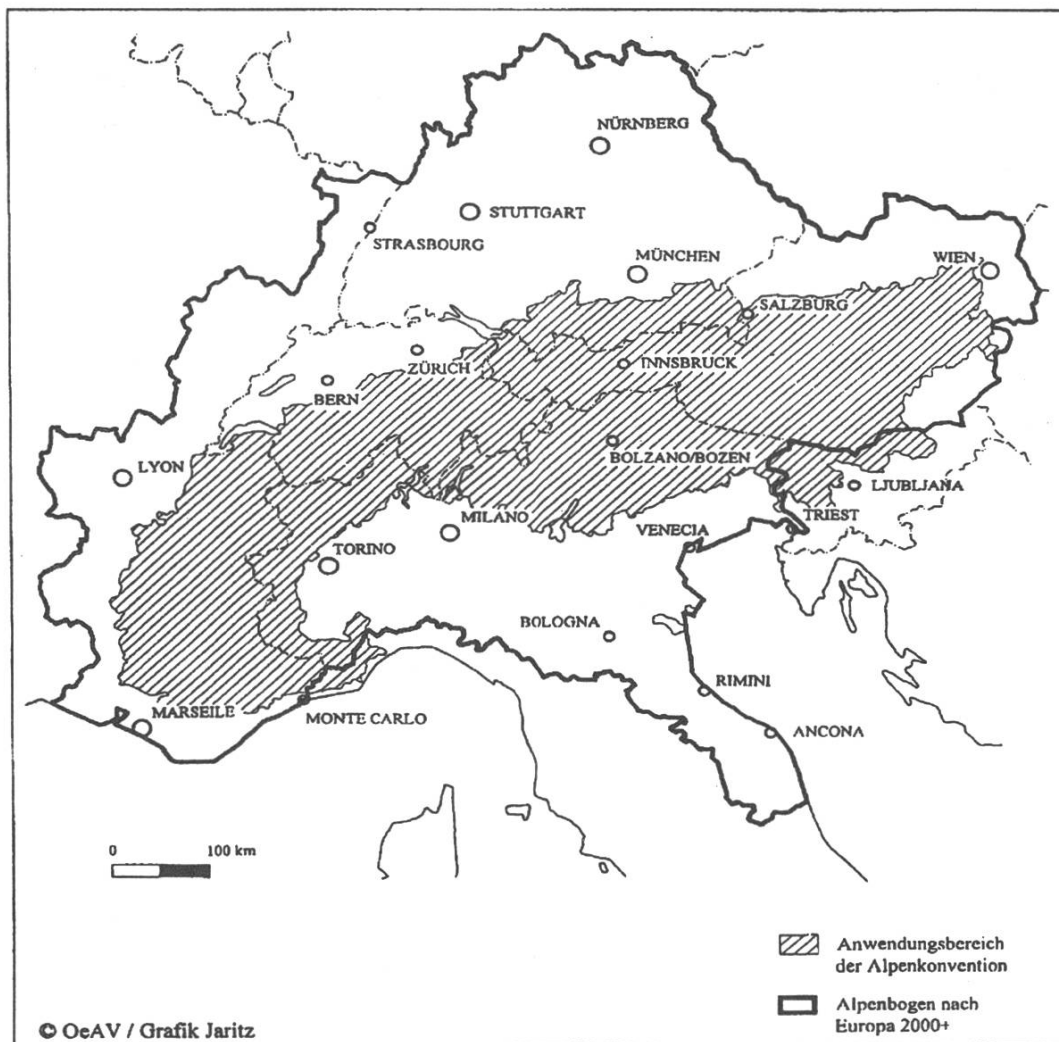 NÜRNBERG
STUTTGART
STRASBOURG
MÜNCHEN
WIEN
SALZBURG
ZÜRICH
INNSBRUCK
BERN
BOLZANO/BOZEN
LYON
LJUBLJANA
MILANO
TRIEST
VENECIA
TORINO
BOLOGNA
RIMINI
MARSEILE
MONTE CARLO
ANCONA
0 100 km
Anwendungsbereich
der Alpenkonvention
Alpenbogen nach
Europa 2000+
© OeAV / Grafik Jaritz